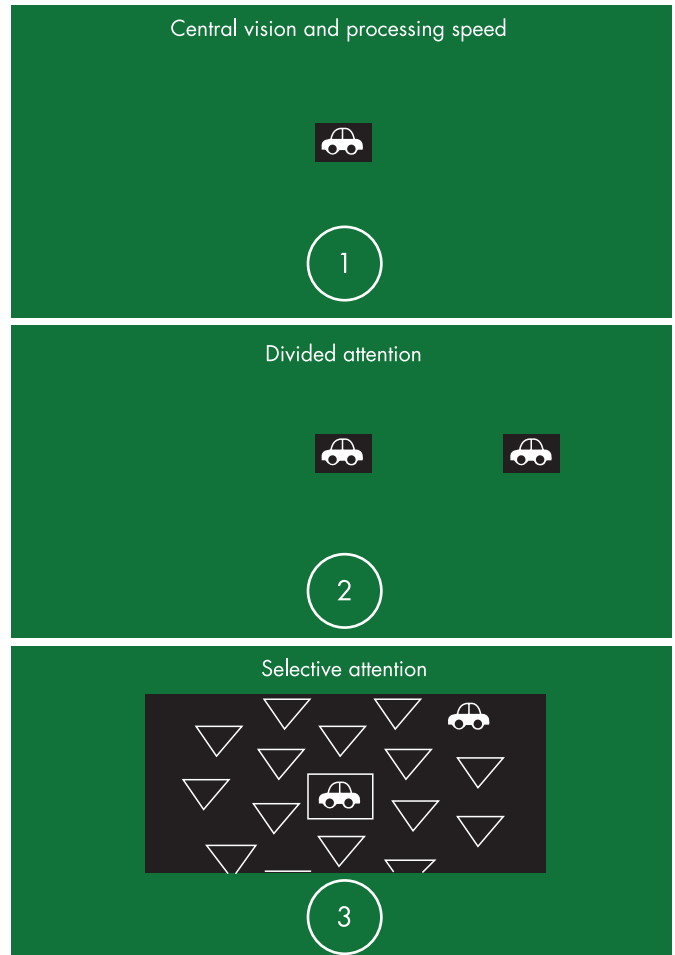 Central vision and processing speed
1
Divided attention
2
Selective attention
3